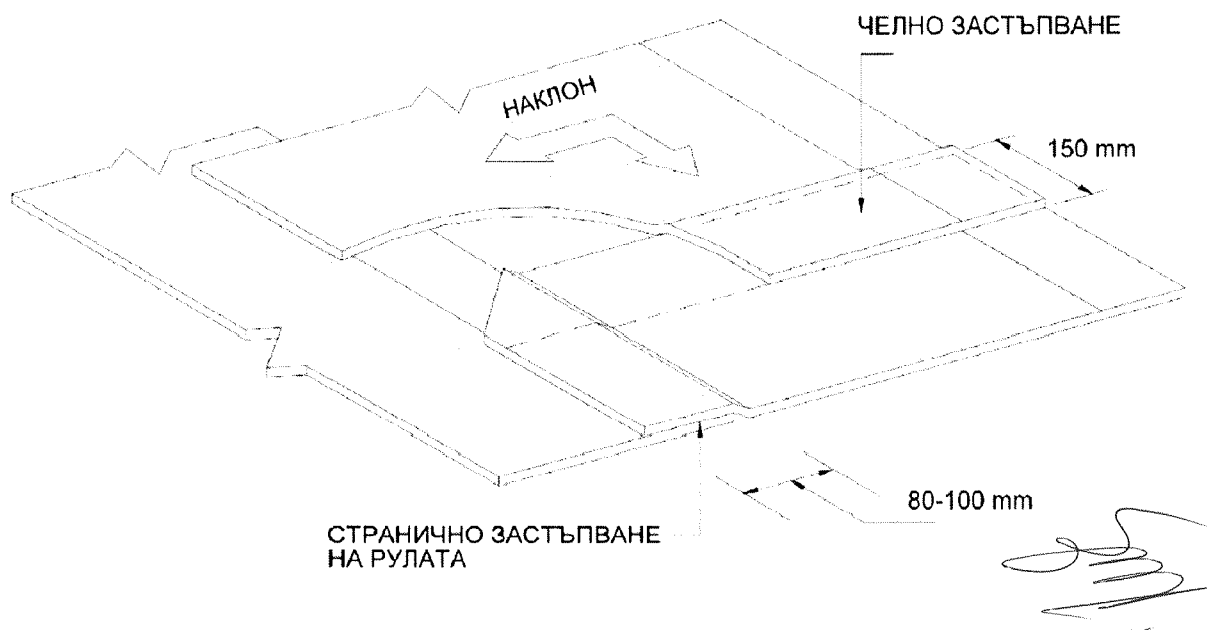 ЧЕЛНО ЗАСТЪПВАНЕ
НАКЛОН
150 mm
80-100 mm
СТРАНИЧНО ЗАСТЪПВАНЕ
НА РУЛАТА